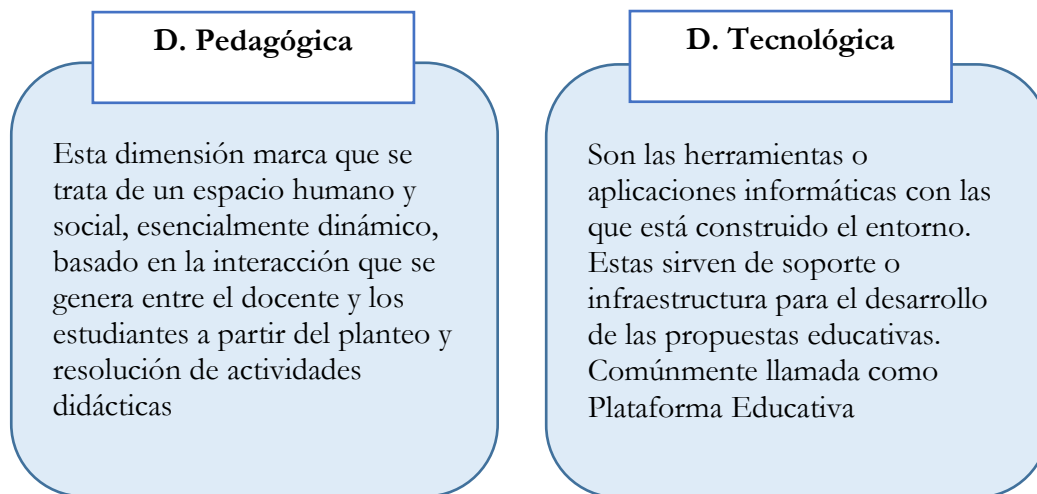 D. Pedagógica
Esta dimensión marca que se
trata de un espacio humano y
social, esencialmente dinámico,
basado en la interacción que se
genera entre el docente y los
estudiantes a partir del planteo y
resolución de actividades
didácticas
D. Tecnológica
Son las herramientas o
aplicaciones informáticas con las
que está construido el entorno.
Estas sirven de soporte o
infraestructura para el desarrollo
de las propuestas educativas.
Comúnmente llamada como
Plataforma Educativa